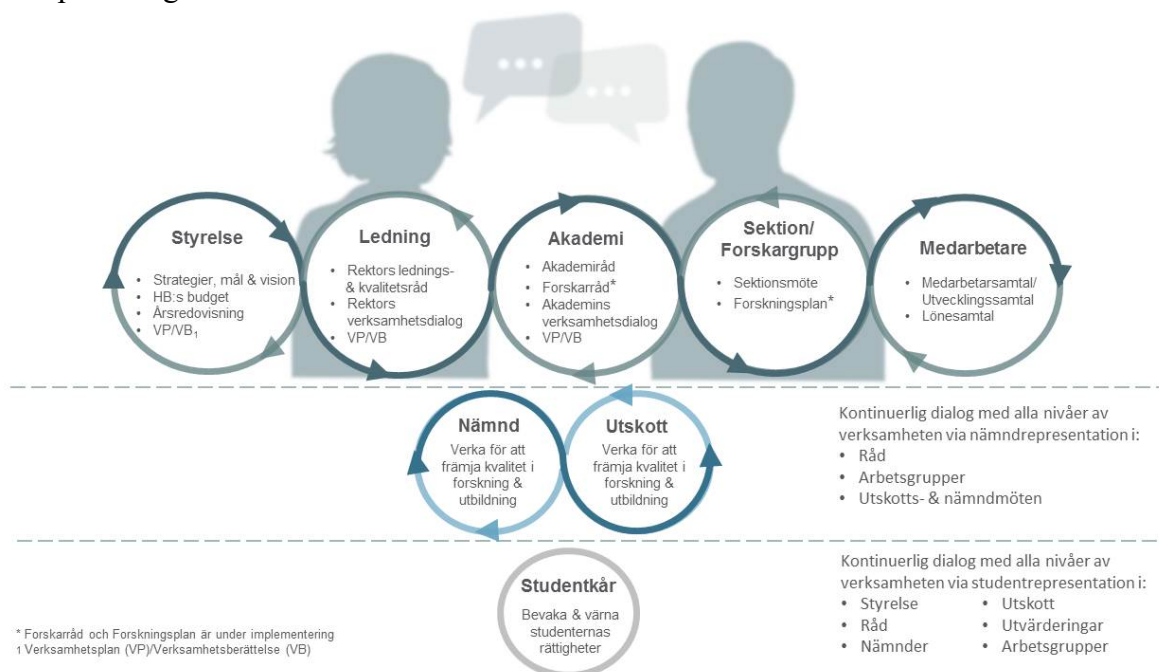 Styrelse
• Strategier, mål & vision
• HB:s budget
• Årsredovisning
• VP/VB₁
Ledning
• Rektors lednings-
& kvalitetsråd
• Rektors
verksamhetsdialog
• VP/VB
Akademi
• Akademiråd
• Forskarråd*
• Akademins
verksamhetsdialog
• VP/VB
Sektion/
Forskargrupp
• Sektionsmöte
• Forskningsplan*
Medarbetare
• Medarbetarsamtal/
Utvecklingssamtal
• Lönesamtal
Nämnd
Verka för att
främja kvalitet i
forskning &
utbildning
Utskott
Verka för att
främja kvalitet i
forskning &
utbildning
Kontinuerlig dialog med alla nivåer av
verksamheten via nämndrepresentation i:
• Råd
• Arbetsgrupper
• Utskotts- & nämndmöten
Studentkår
Bevaka & värna
studenternas
rättigheter
Kontinuerlig dialog med alla nivåer av
verksamheten via studentrepresentation i:
• Styrelse
• Råd
• Nämnder
• Utskott
• Utvärderingar
• Arbetsgrupper
* Forskarråd och Forskningsplan är under implementering
1 Verksamhetsplan (VP)/Verksamhetsberättelse (VB)